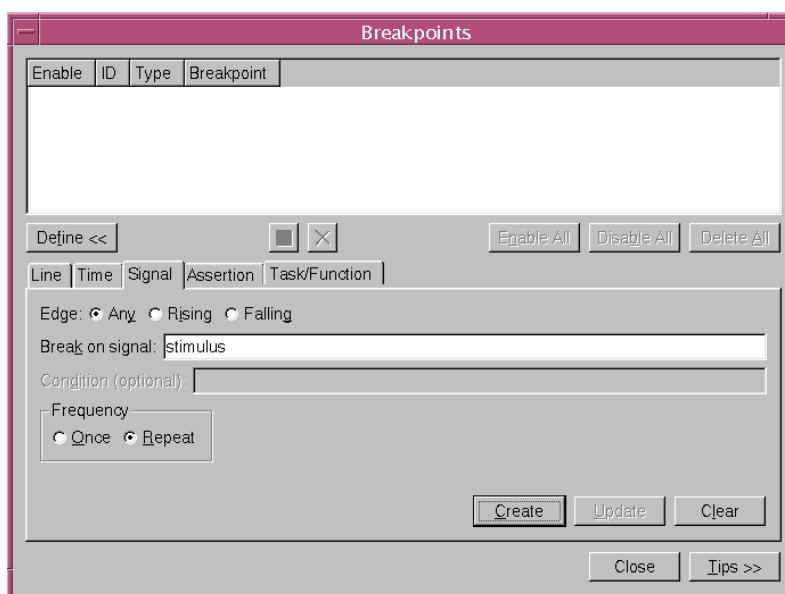 Breakpoints
Enable ID Type Breakpoint
Define << Enable All Disable All Delete All
Line Time Signal Assertion Task/Function
Edge: Any Rising Falling
Break on signal: stimulus
Condition (optional):
Frequency
Once Repeat
Create Update Clear
Close Tips >>